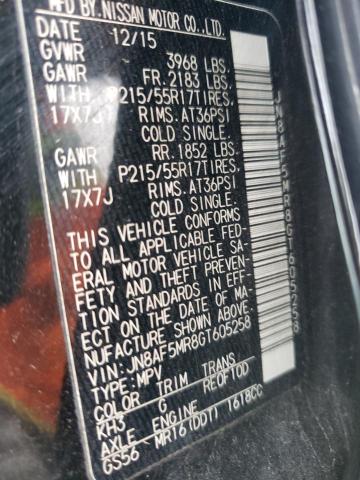 MFD BY, NISSAN MOTOR CO., LTD.
DATE 12/15
GVWR 3968 LBS.
GAWR FR. 2183 LBS.
WITH P215/55R17TIRES,
17X7J RIMS. AT36PSI
COLD SINGLE.
GAWR RR. 1852 LBS.
WITH P215/55R17TIRES,
17X7J RIMS. AT36PSI
COLD SINGLE.
THIS VEHICLE CONFORMS
TO ALL APPLICABLE FED-
ERAL MOTOR VEHICLE SA-
FETY AND THEFT PREVEN-
TION STANDARDS IN EFF-
ECT ON THE DATE OF MA-
NUFACTURE SHOWN ABOVE.
VIN: JN8AF5MR8GT605258
TYPE: MPV
COLOR TRIM TRANS
KH3 G RE0F10D
AXLE ENGINE
GS56 MR16(DDT) 1618CC
JN8AF5MR8GT605258